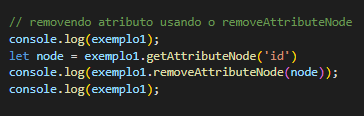 // removendo atributo usando o removeAttributeNode
console.log(exemplo1);
let node = exemplo1.getAttributeNode('id')
console.log(exemplo1.removeAttributeNode(node));
console.log(exemplo1);